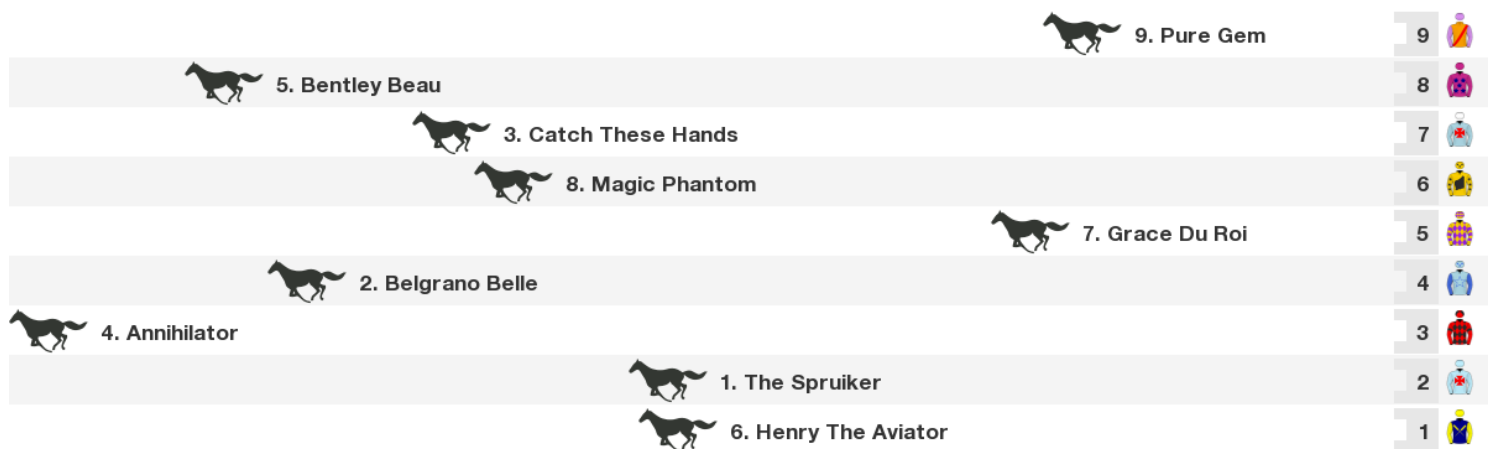 9. Pure Gem 9
5. Bentley Beau 8
3. Catch These Hands 7
8. Magic Phantom 6
7. Grace Du Roi 5
2. Belgrano Belle 4
4. Annihilator 3
1. The Spruiker 2
6. Henry The Aviator 1